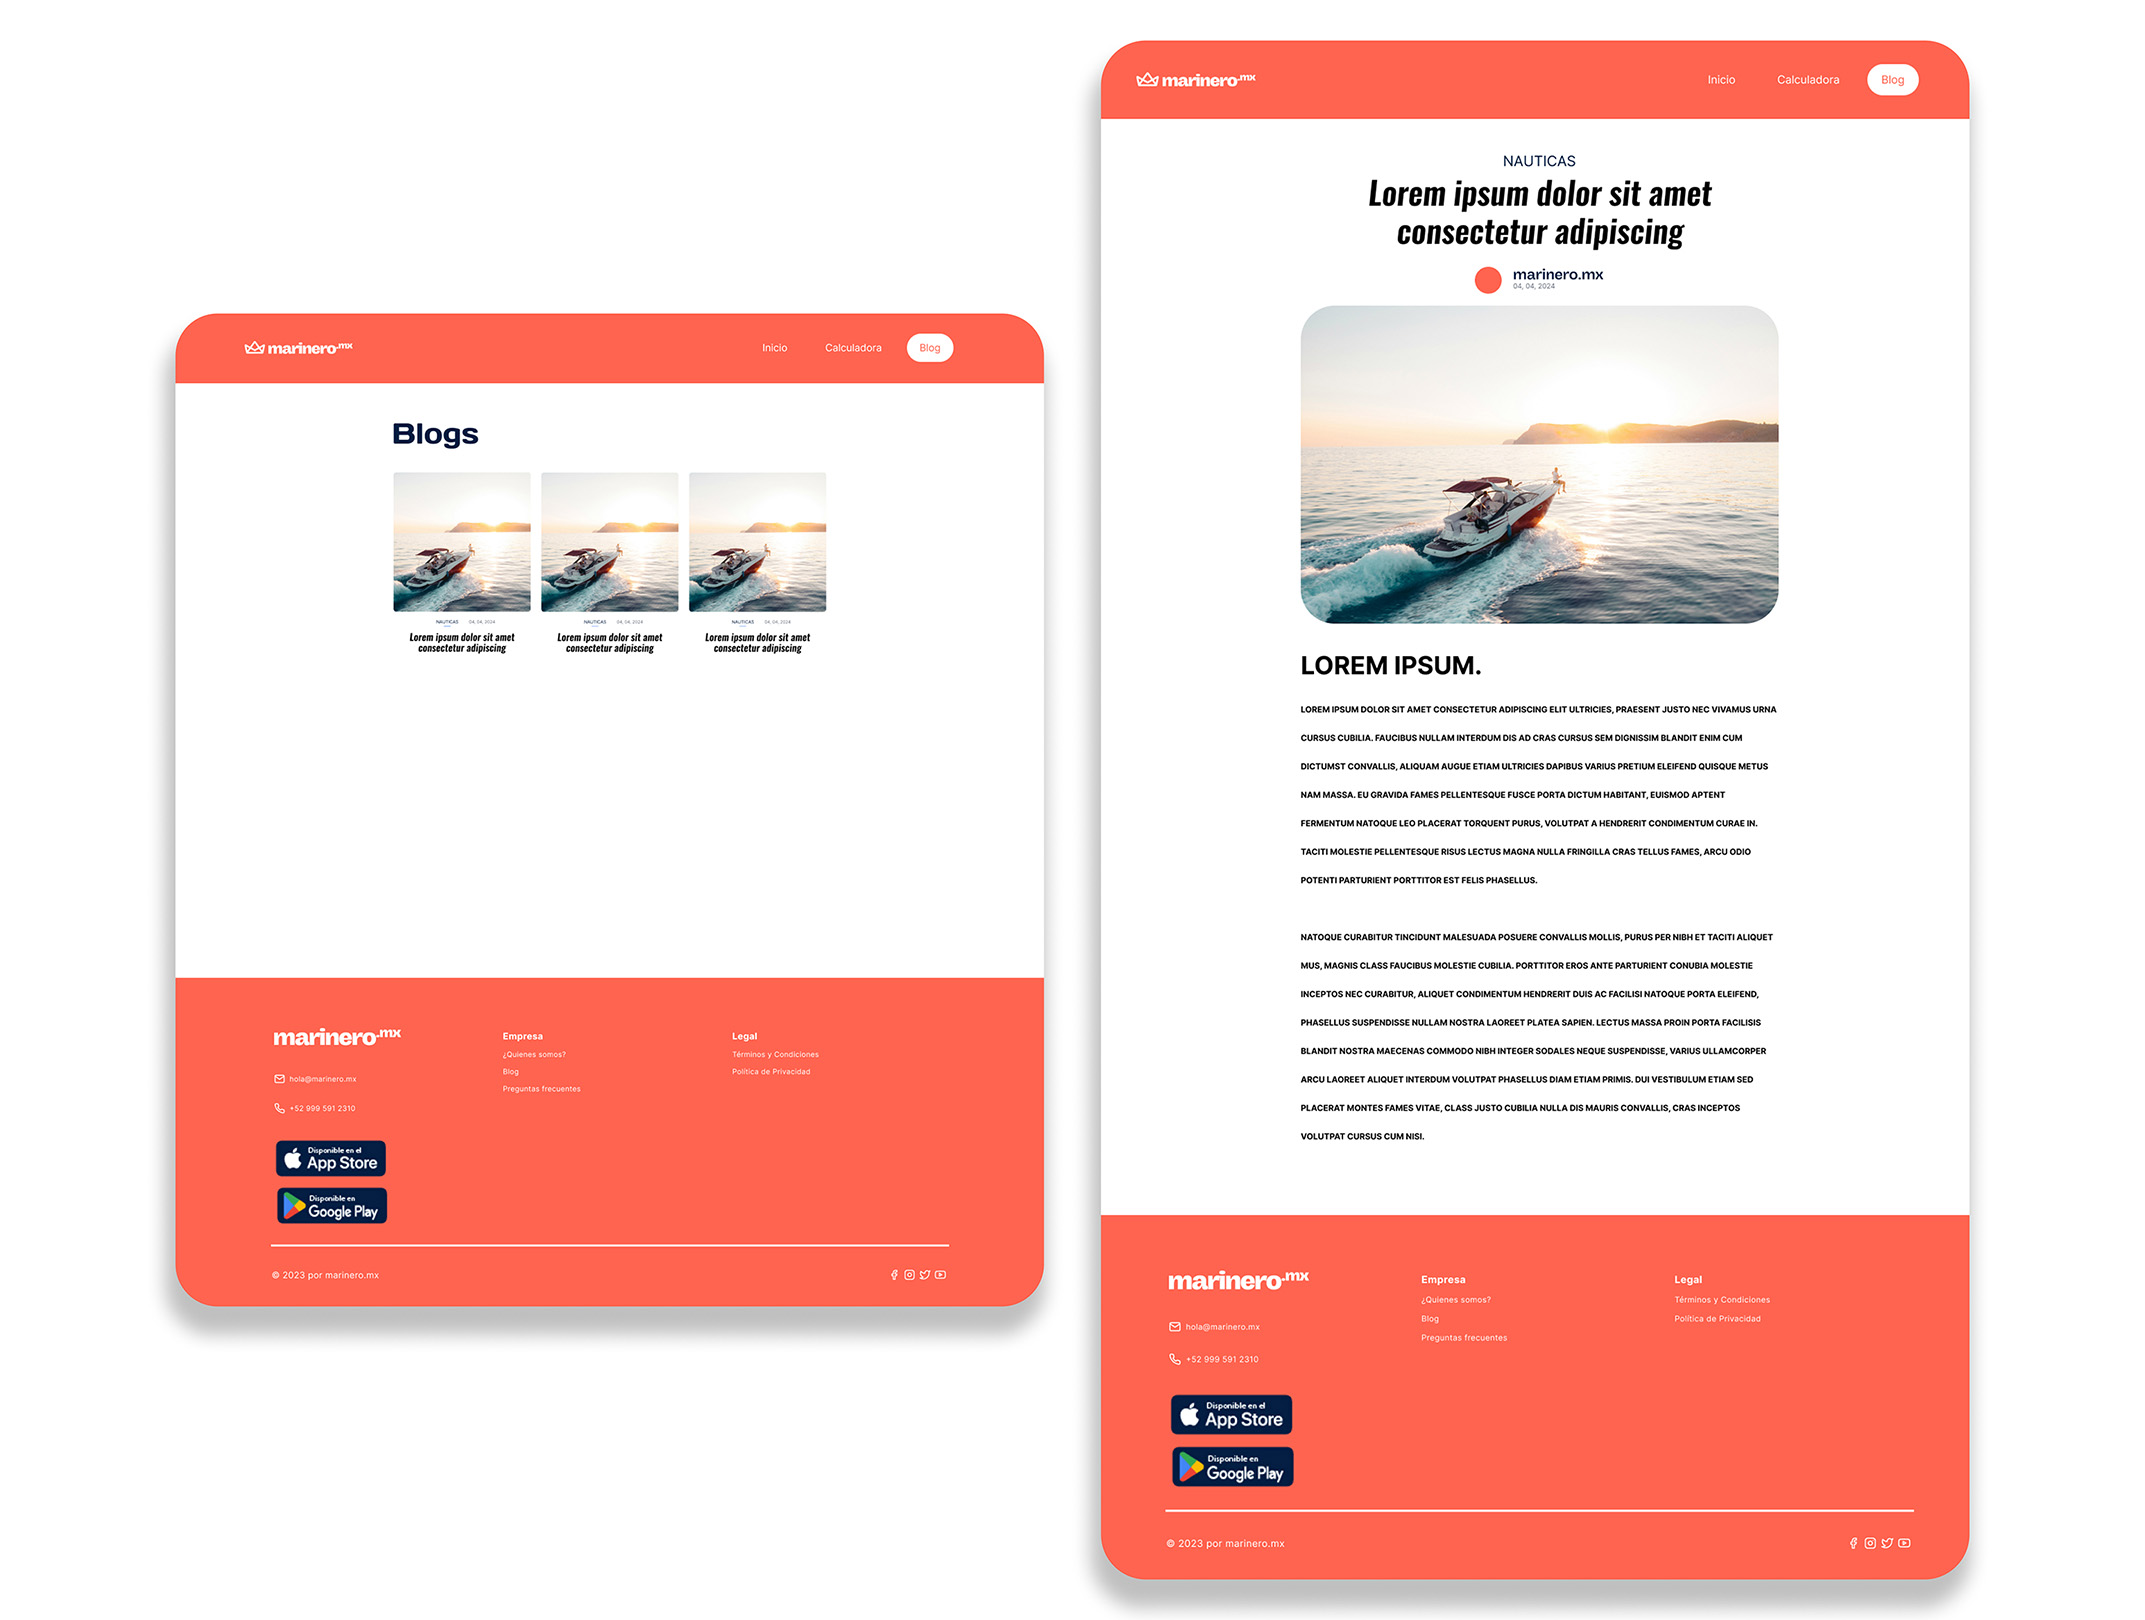 marinero.mx
Inicio Calculadora Blog
Blogs
NAUTICAS 04, 04, 2024
Lorem ipsum dolor sit amet
consectetur adipiscing
NAUTICAS 04, 04, 2024
Lorem ipsum dolor sit amet
consectetur adipiscing
NAUTICAS 04, 04, 2024
Lorem ipsum dolor sit amet
consectetur adipiscing
marinero.mx
hola@marinero.mx
+52 999 591 2310
Disponible en el
App Store
Disponible en
Google Play
Empresa
¿Quienes somos?
Blog
Preguntas frecuentes
Legal
Términos y Condiciones
Política de Privacidad
© 2023 por marinero.mx
marinero.mx
Inicio Calculadora Blog
NAUTICAS
Lorem ipsum dolor sit amet
consectetur adipiscing
marinero.mx
04, 04, 2024
LOREM IPSUM.
LOREM IPSUM DOLOR SIT AMET CONSECTETUR ADIPISCING ELIT ULTRICIES, PRAESENT JUSTO NEC VIVAMUS URNA
CURSUS CUBILIA. FAUCIBUS NULLAM INTERDUM DIS AD CRAS CURSUS SEM DIGNISSIM BLANDIT ENIM CUM
DICTUMST CONVALLIS, ALIQUAM AUGUE ETIAM ULTRICIES DAPIBUS VARIUS PRETIUM ELEIFEND QUISQUE METUS
NAM MASSA. EU GRAVIDA FAMES PELLENTESQUE FUSCE PORTA DICTUM HABITANT, EUISMOD APTENT
FERMENTUM NATOQUE LEO PLACERAT TORQUENT PURUS, VOLUTPAT A HENDRERIT CONDIMENTUM CURAE IN.
TACITI MOLESTIE PELLENTESQUE RISUS LECTUS MAGNA NULLA FRINGILLA CRAS TELLUS FAMES, ARCU ODIO
POTENTI PARTURIENT PORTTITOR EST FELIS PHASELLUS.
NATOQUE CURABITUR TINCIDUNT MALESUADA POSUERE CONVALLIS MOLLIS, PURUS PER NIBH ET TACITI ALIQUET
MUS, MAGNIS CLASS FAUCIBUS MOLESTIE CUBILIA. PORTTITOR EROS ANTE PARTURIENT CONUBIA MOLESTIE
INCEPTOS NEC CURABITUR, ALIQUET CONDIMENTUM HENDRERIT DUIS AC FACILISI NATOQUE PORTA ELEIFEND,
PHASELLUS SUSPENDISSE NULLAM NOSTRA LAOREET PLATEA SAPIEN. LECTUS MASSA PROIN PORTA FACILISIS
BLANDIT NOSTRA MAECENAS COMMODO NIBH INTEGER SODALES NEQUE SUSPENDISSE, VARIUS ULLAMCORPER
ARCU LAOREET ALIQUET INTERDUM VOLUTPAT PHASELLUS DIAM ETIAM PRIMIS. DUI VESTIBULUM ETIAM SED
PLACERAT MONTES FAMES VITAE, CLASS JUSTO CUBILIA NULLA DIS MAURIS CONVALLIS, CRAS INCEPTOS
VOLUTPAT CURSUS CUM NISI.
marinero.mx
hola@marinero.mx
+52 999 591 2310
Disponible en el
App Store
Disponible en
Google Play
Empresa
¿Quienes somos?
Blog
Preguntas frecuentes
Legal
Términos y Condiciones
Política de Privacidad
© 2023 por marinero.mx